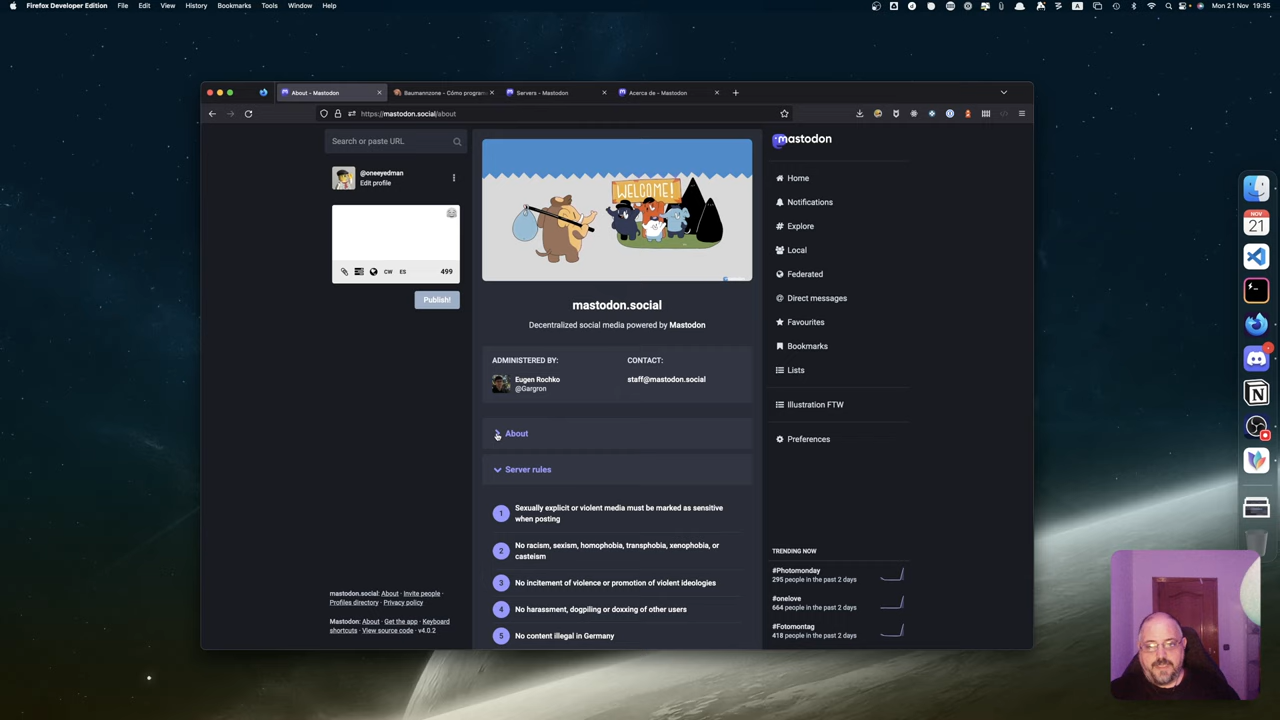 Firefox Developer Edition File Edit View History Bookmarks Tools Window Help
A
Mon 21 Nov 19:35
About - Mastodon
Baumannzone - Cómo program
Servers - Mastodon
Acerca de - Mastodon
https://mastodon.social/about
Search or paste URL
@oneeyedman
Edit profile
CW ES 499
Publish!
mastodon.social: About · Invite people ·
Profiles directory · Privacy policy
Mastodon: About · Get the app · Keyboard
shortcuts · View source code · v4.0.2
WELCOME!
mastodon.social
Decentralized social media powered by Mastodon
ADMINISTERED BY:
Eugen Rochko
@Gargron
CONTACT:
staff@mastodon.social
About
Server rules
1 Sexually explicit or violent media must be marked as sensitive
when posting
2 No racism, sexism, homophobia, transphobia, xenophobia, or
casteism
3 No incitement of violence or promotion of violent ideologies
4 No harassment, dogpiling or doxxing of other users
5 No content illegal in Germany
mastodon
Home
Notifications
Explore
Local
Federated
Direct messages
Favourites
Bookmarks
Lists
Illustration FTW
Preferences
TRENDING NOW
#Photomonday
295 people in the past 2 days
#onelove
664 people in the past 2 days
#Fotomontag
418 people in the past 2 days
NOV
21